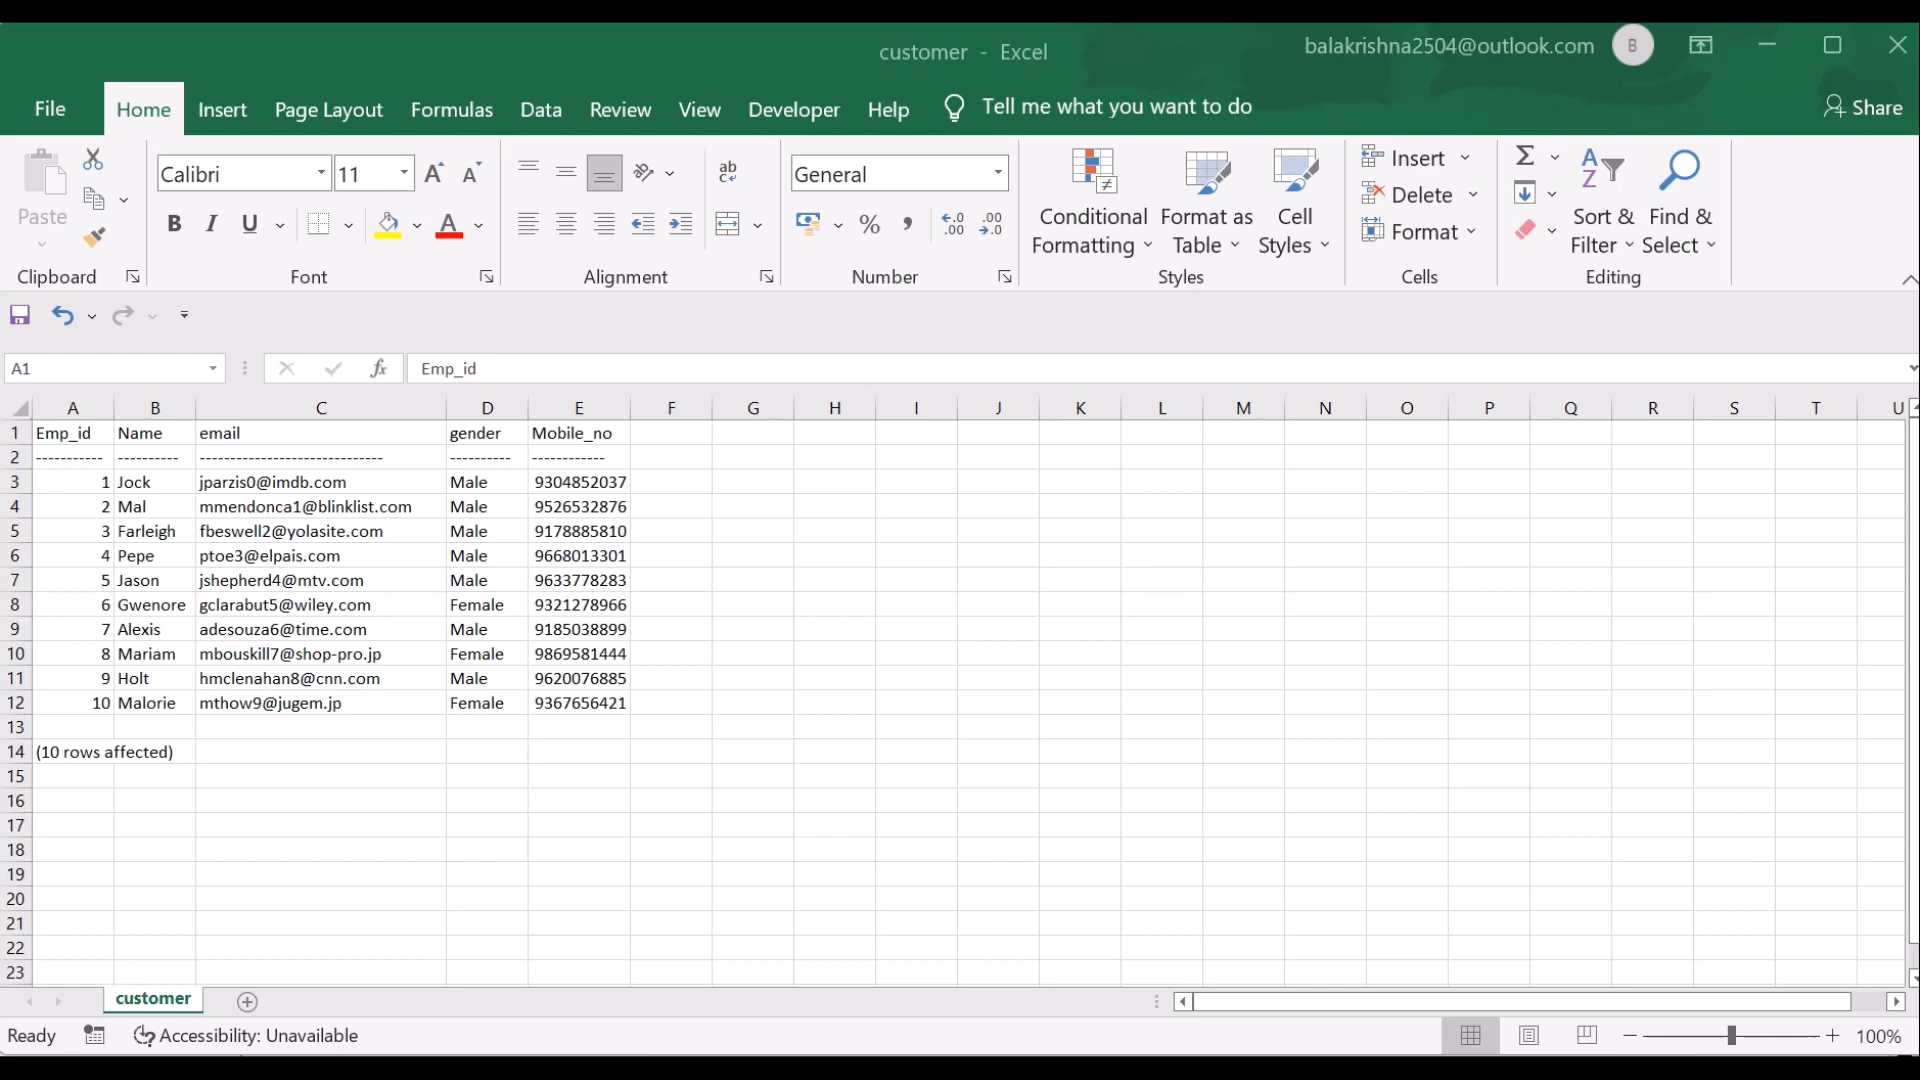 customer - Excel
balakrishna2504@outlook.com B
File Home Insert Page Layout Formulas Data Review View Developer Help Tell me what you want to do Share
Paste
Clipboard
Calibri 11
B I U A
Font
ab
c
Alignment
General
% , .0 .00 .00 .0
Number
Conditional Formatting
Format as Table
Cell Styles
Styles
Insert
Delete
Format
Cells
Σ
Sort & Filter
Find & Select
Editing
A1 fx Emp_id
A B C D E F G H I J K L M N O P Q R S T U
1 Emp_id Name email gender Mobile_no
2 ----------- ---------- ------------------------------ ---------- ------------
3 1 Jock jparzis0@imdb.com Male 9304852037
4 2 Mal mmendonca1@blinklist.com Male 9526532876
5 3 Farleigh fbeswell2@yolasite.com Male 9178885810
6 4 Pepe ptoe3@elpais.com Male 9668013301
7 5 Jason jshepherd4@mtv.com Male 9633778283
8 6 Gwenore gclarabut5@wiley.com Female 9321278966
9 7 Alexis adesouza6@time.com Male 9185038899
10 8 Mariam mbouskill7@shop-pro.jp Female 9869581444
11 9 Holt hmclenahan8@cnn.com Male 9620076885
12 10 Malorie mthow9@jugem.jp Female 9367656421
13
14 (10 rows affected)
15
16
17
18
19
20
21
22
23
customer
Ready Accessibility: Unavailable 100%